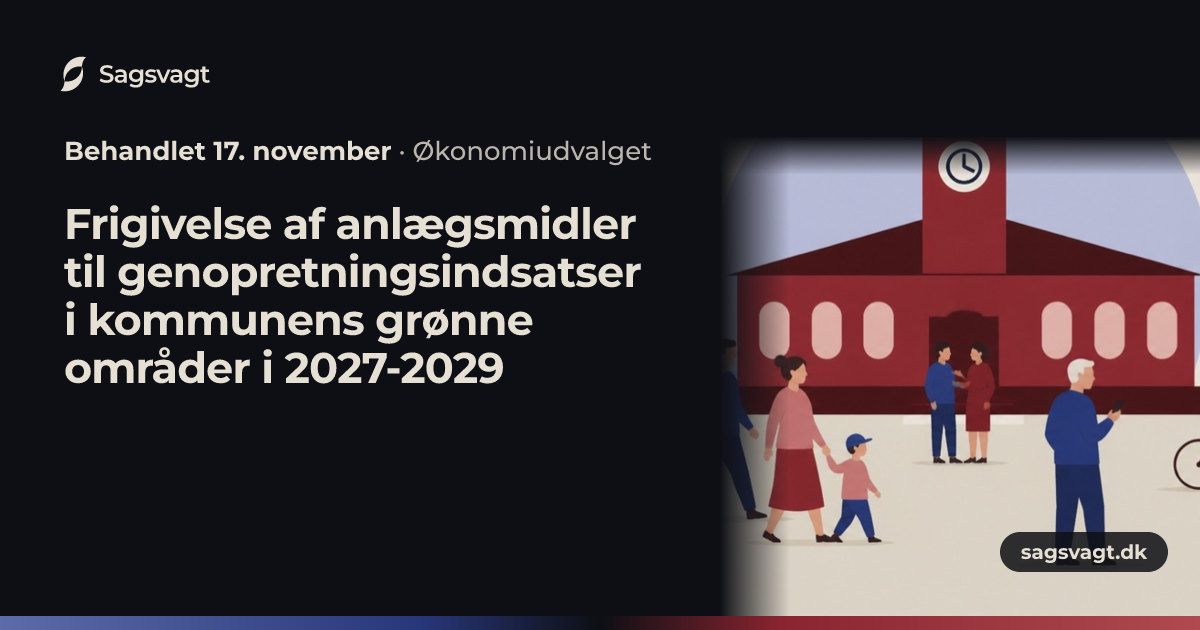 Sagsvagt
Behandlet 17. november · Økonomiudvalget
Frigivelse af anlægsmidler
til genopretningsindsatser
i kommunens grønne
områder i 2027-2029
sagsvagt.dk